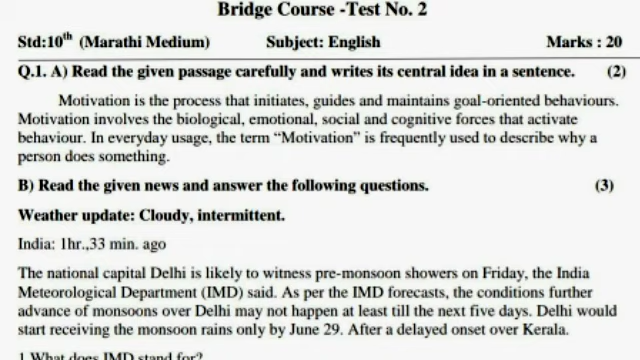 Bridge Course -Test No. 2
Std:10th (Marathi Medium) Subject: English Marks : 20
Q.1. A) Read the given passage carefully and writes its central idea in a sentence. (2)
Motivation is the process that initiates, guides and maintains goal-oriented behaviours.
Motivation involves the biological, emotional, social and cognitive forces that activate
behaviour. In everyday usage, the term “Motivation” is frequently used to describe why a
person does something.
B) Read the given news and answer the following questions. (3)
Weather update: Cloudy, intermittent.
India: 1hr.,33 min. ago
The national capital Delhi is likely to witness pre-monsoon showers on Friday, the India
Meteorological Department (IMD) said. As per the IMD forecasts, the conditions further
advance of monsoons over Delhi may not happen at least till the next five days. Delhi would
start receiving the monsoon rains only by June 29. After a delayed onset over Kerala.
1 What does IMD stand for?